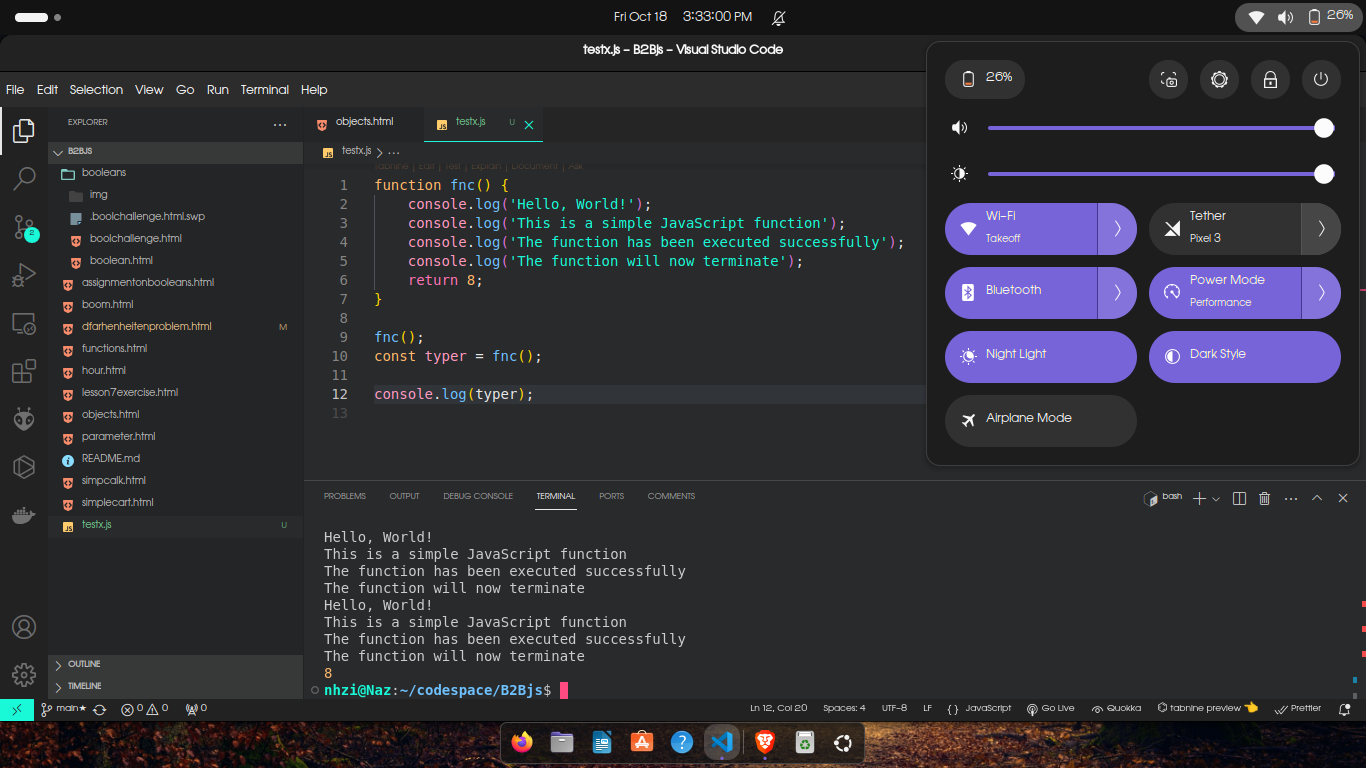 Fri Oct 18 3:33:00 PM
26%
testx.js - B2Bjs - Visual Studio Code
26%
File Edit Selection View Go Run Terminal Help
EXPLORER
objects.html
testx.js U
B2BJS
testx.js > ...
booleans
img
.boolchallenge.html.swp
boolchallenge.html
boolean.html
assignmentonbooleans.html
boom.html
dfarhenheitenproblem.html M
functions.html
hour.html
lesson7exercise.html
objects.html
parameter.html
README.md
simpcalk.html
simplecart.html
testx.js U
OUTLINE
TIMELINE
2
Tabnine | Edit | Test | Explain | Document | Ask
1 function fnc() {
2 console.log('Hello, World!');
3 console.log('This is a simple JavaScript function');
4 console.log('The function has been executed successfully');
5 console.log('The function will now terminate');
6 return 8;
7 }
8
9 fnc();
10 const typer = fnc();
11
12 console.log(typer);
13
Wi-Fi
Takeoff
Tether
Pixel 3
Bluetooth
Power Mode
Performance
Night Light
Dark Style
Airplane Mode
PROBLEMS OUTPUT DEBUG CONSOLE TERMINAL PORTS COMMENTS
bash
Hello, World!
This is a simple JavaScript function
The function has been executed successfully
The function will now terminate
Hello, World!
This is a simple JavaScript function
The function has been executed successfully
The function will now terminate
8
nhzi@Naz:~/codespace/B2Bjs$
main* 0 0 0 Ln 12, Col 20 Spaces: 4 UTF-8 LF {} JavaScript Go Live Quokka tabnine preview Prettier